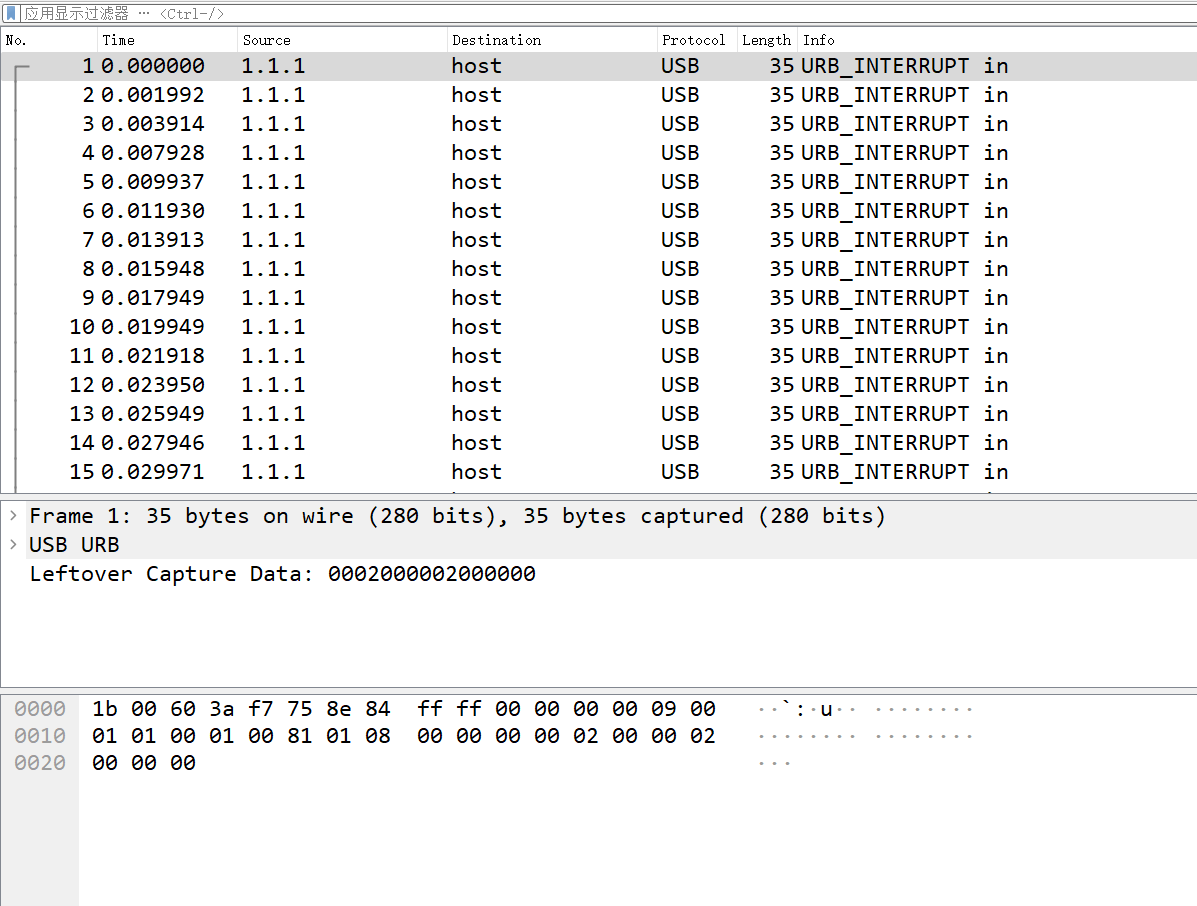 应用显示过滤器 … <Ctrl-/>
No. Time Source Destination Protocol Length Info
1 0.000000 1.1.1 host USB 35 URB_INTERRUPT in
2 0.001992 1.1.1 host USB 35 URB_INTERRUPT in
3 0.003914 1.1.1 host USB 35 URB_INTERRUPT in
4 0.007928 1.1.1 host USB 35 URB_INTERRUPT in
5 0.009937 1.1.1 host USB 35 URB_INTERRUPT in
6 0.011930 1.1.1 host USB 35 URB_INTERRUPT in
7 0.013913 1.1.1 host USB 35 URB_INTERRUPT in
8 0.015948 1.1.1 host USB 35 URB_INTERRUPT in
9 0.017949 1.1.1 host USB 35 URB_INTERRUPT in
10 0.019949 1.1.1 host USB 35 URB_INTERRUPT in
11 0.021918 1.1.1 host USB 35 URB_INTERRUPT in
12 0.023950 1.1.1 host USB 35 URB_INTERRUPT in
13 0.025949 1.1.1 host USB 35 URB_INTERRUPT in
14 0.027946 1.1.1 host USB 35 URB_INTERRUPT in
15 0.029971 1.1.1 host USB 35 URB_INTERRUPT in
> Frame 1: 35 bytes on wire (280 bits), 35 bytes captured (280 bits)
> USB URB
Leftover Capture Data: 0002000002000000
0000 1b 00 60 3a f7 75 8e 84 ff ff 00 00 00 00 09 00 ··`:·u·· ········
0010 01 01 00 01 00 81 01 08 00 00 00 00 02 00 00 02 ········ ········
0020 00 00 00 ···